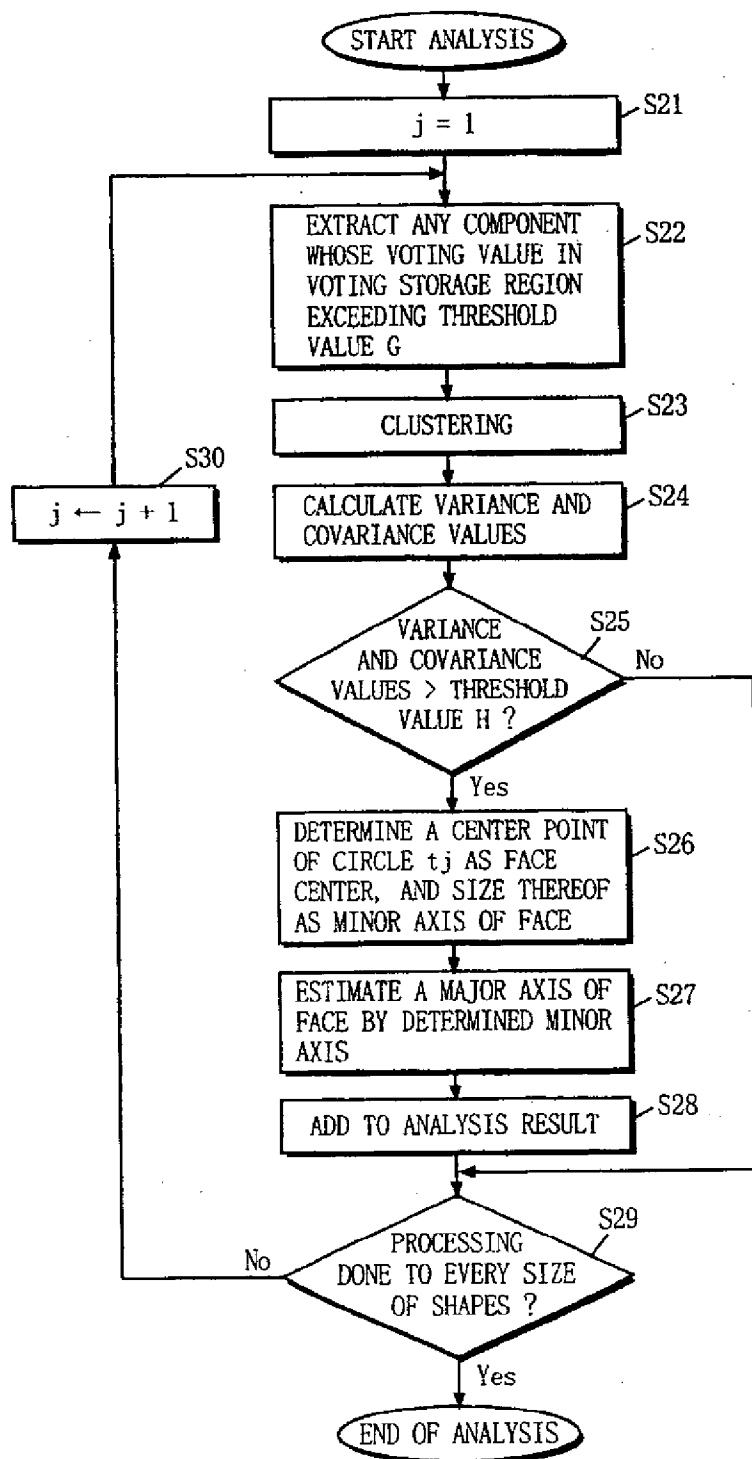 START ANALYSIS
S21
j = 1
EXTRACT ANY COMPONENT
WHOSE VOTING VALUE IN
VOTING STORAGE REGION
EXCEEDING THRESHOLD
VALUE G
S22
CLUSTERING
S23
S30
j ← j + 1
CALCULATE VARIANCE AND
COVARIANCE VALUES
S24
VARIANCE
AND COVARIANCE
VALUES > THRESHOLD
VALUE H ?
S25
No
Yes
DETERMINE A CENTER POINT
OF CIRCLE tj AS FACE
CENTER, AND SIZE THEREOF
AS MINOR AXIS OF FACE
S26
ESTIMATE A MAJOR AXIS OF
FACE BY DETERMINED MINOR
AXIS
S27
ADD TO ANALYSIS RESULT
S28
PROCESSING
DONE TO EVERY SIZE
OF SHAPES ?
S29
No
Yes
END OF ANALYSIS